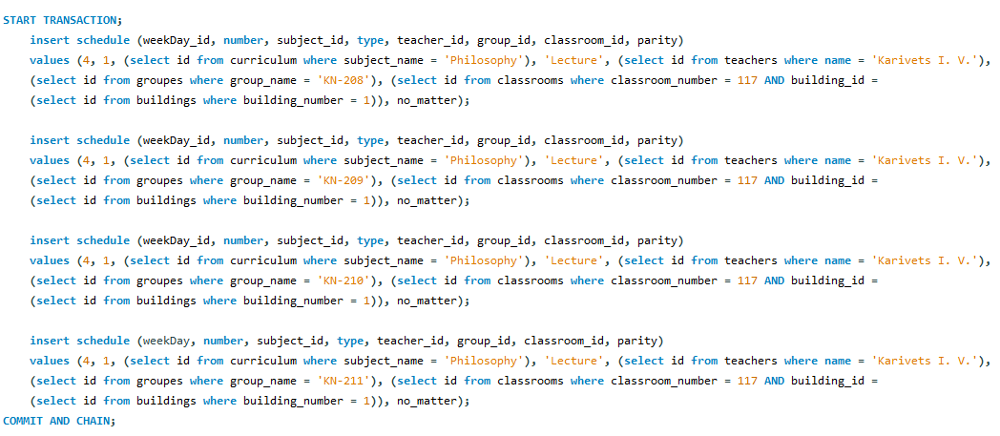 START TRANSACTION;
insert schedule (weekDay_id, number, subject_id, type, teacher_id, group_id, classroom_id, parity)
values (4, 1, (select id from curriculum where subject_name = 'Philosophy'), 'Lecture', (select id from teachers where name = 'Karivets I. V.'),
(select id from groupes where group_name = 'KN-208'), (select id from classrooms where classroom_number = 117 AND building_id =
(select id from buildings where building_number = 1)), no_matter);
insert schedule (weekDay_id, number, subject_id, type, teacher_id, group_id, classroom_id, parity)
values (4, 1, (select id from curriculum where subject_name = 'Philosophy'), 'Lecture', (select id from teachers where name = 'Karivets I. V.'),
(select id from groupes where group_name = 'KN-209'), (select id from classrooms where classroom_number = 117 AND building_id =
(select id from buildings where building_number = 1)), no_matter);
insert schedule (weekDay_id, number, subject_id, type, teacher_id, group_id, classroom_id, parity)
values (4, 1, (select id from curriculum where subject_name = 'Philosophy'), 'Lecture', (select id from teachers where name = 'Karivets I. V.'),
(select id from groupes where group_name = 'KN-210'), (select id from classrooms where classroom_number = 117 AND building_id =
(select id from buildings where building_number = 1)), no_matter);
insert schedule (weekDay, number, subject_id, type, teacher_id, group_id, classroom_id, parity)
values (4, 1, (select id from curriculum where subject_name = 'Philosophy'), 'Lecture', (select id from teachers where name = 'Karivets I. V.'),
(select id from groupes where group_name = 'KN-211'), (select id from classrooms where classroom_number = 117 AND building_id =
(select id from buildings where building_number = 1)), no_matter);
COMMIT AND CHAIN;